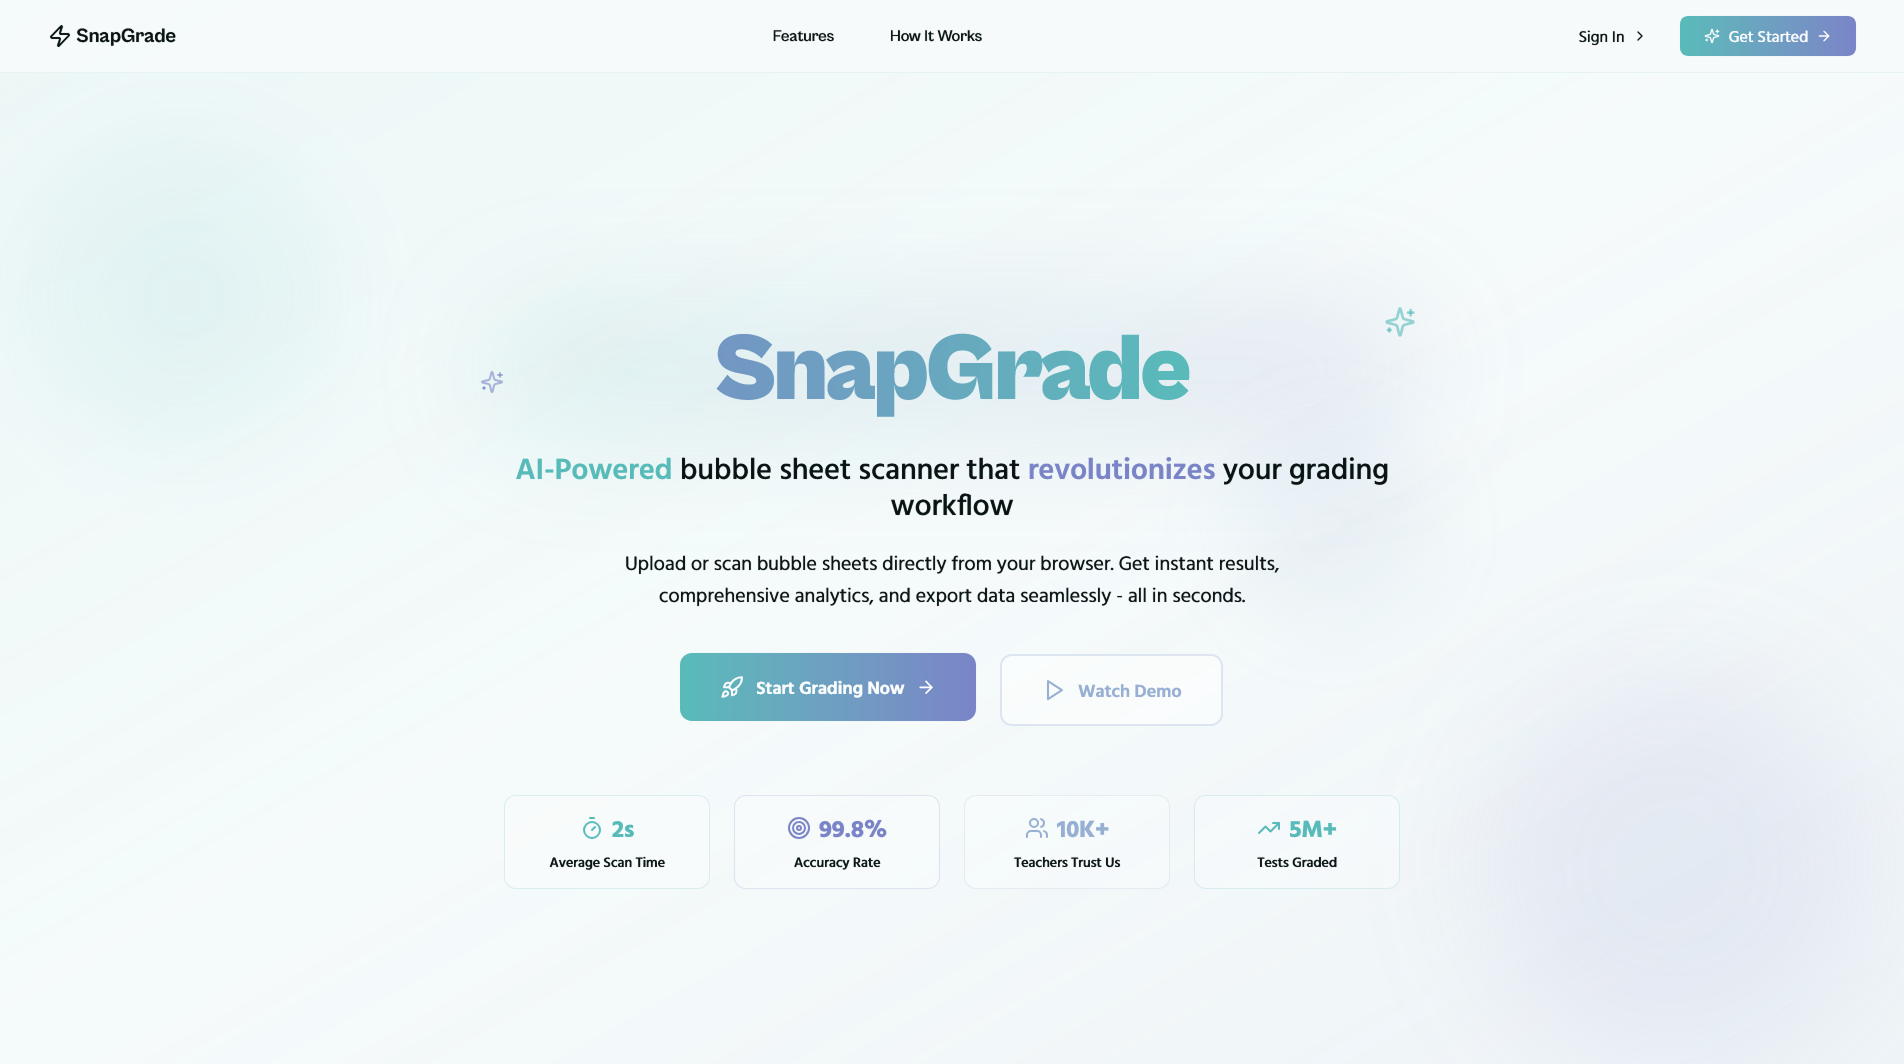 SnapGrade
Features
How It Works
Sign In
Get Started
SnapGrade
AI-Powered bubble sheet scanner that revolutionizes your grading
workflow
Upload or scan bubble sheets directly from your browser. Get instant results,
comprehensive analytics, and export data seamlessly - all in seconds.
Start Grading Now
Watch Demo
2s
Average Scan Time
99.8%
Accuracy Rate
10K+
Teachers Trust Us
5M+
Tests Graded